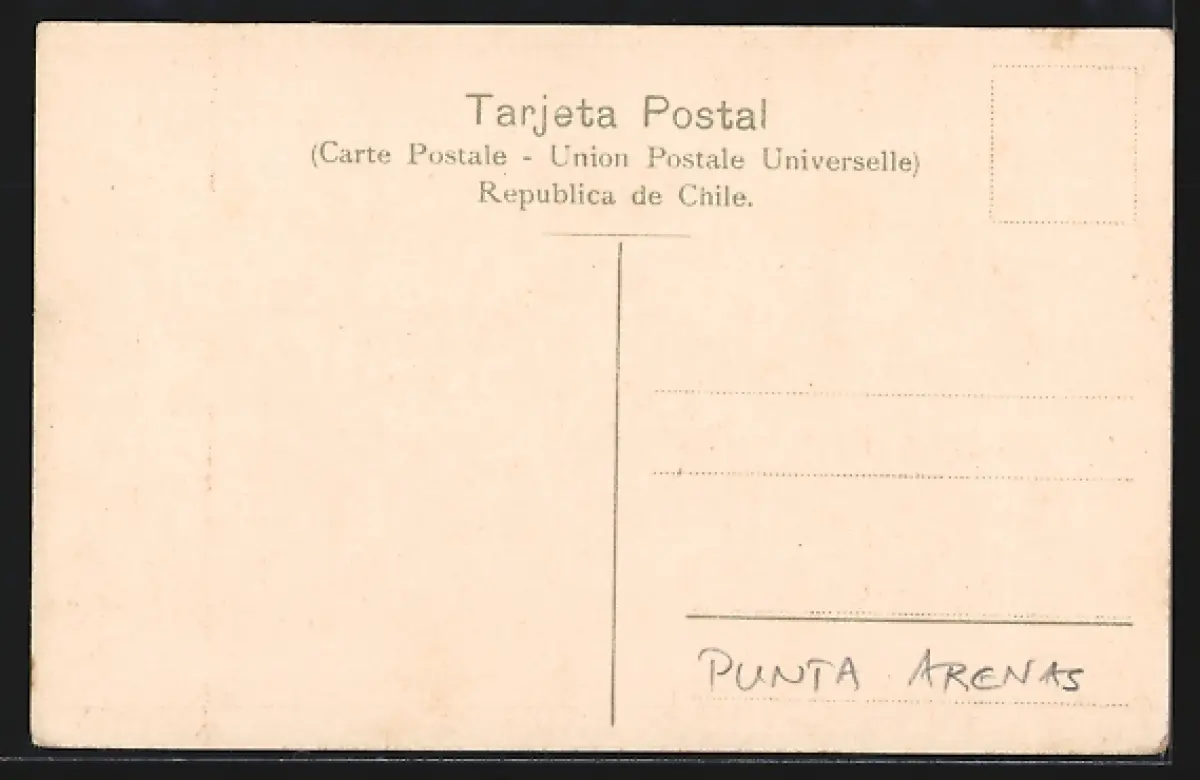 Tarjeta Postal
(Carte Postale - Union Postale Universelle)
Republica de Chile.
PUNTA ARENAS